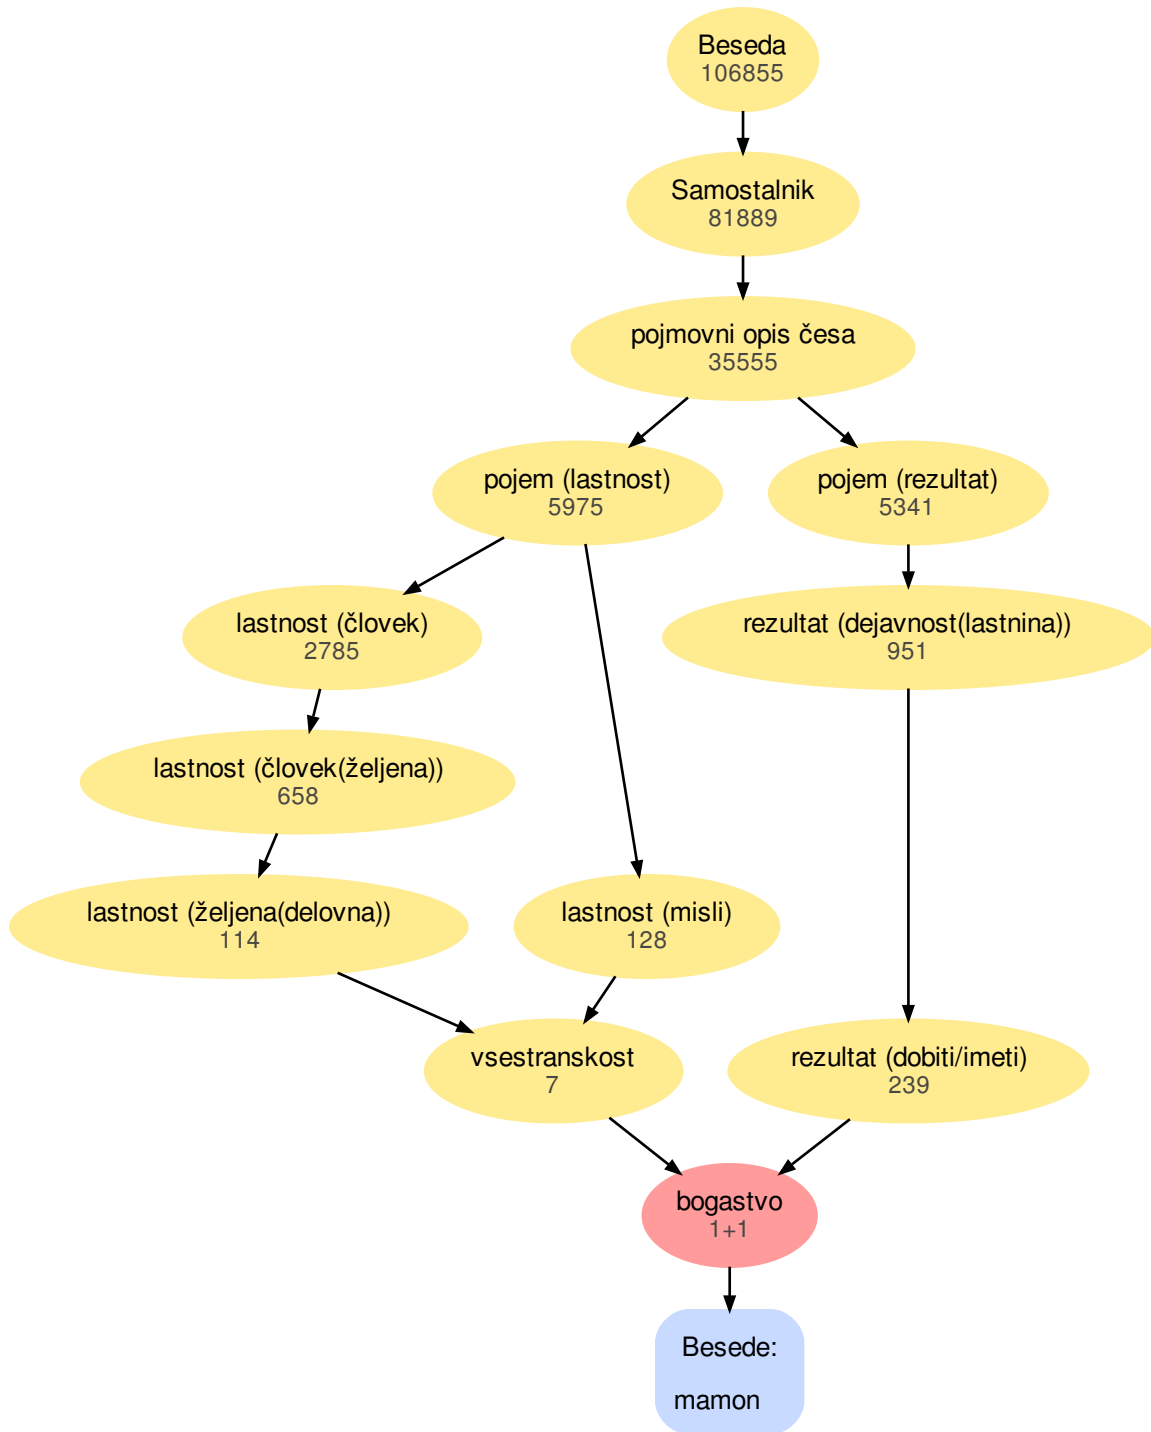 Beseda
106855
Samostalnik
81889
pojmovni opis česa
35555
pojem (lastnost)
5975
pojem (rezultat)
5341
lastnost (človek)
2785
rezultat (dejavnost(lastnina))
951
lastnost (človek(željena))
658
lastnost (željena(delovna))
114
lastnost (misli)
128
vsestranskost
7
rezultat (dobiti/imeti)
239
bogastvo
1+1
Besede:
mamon